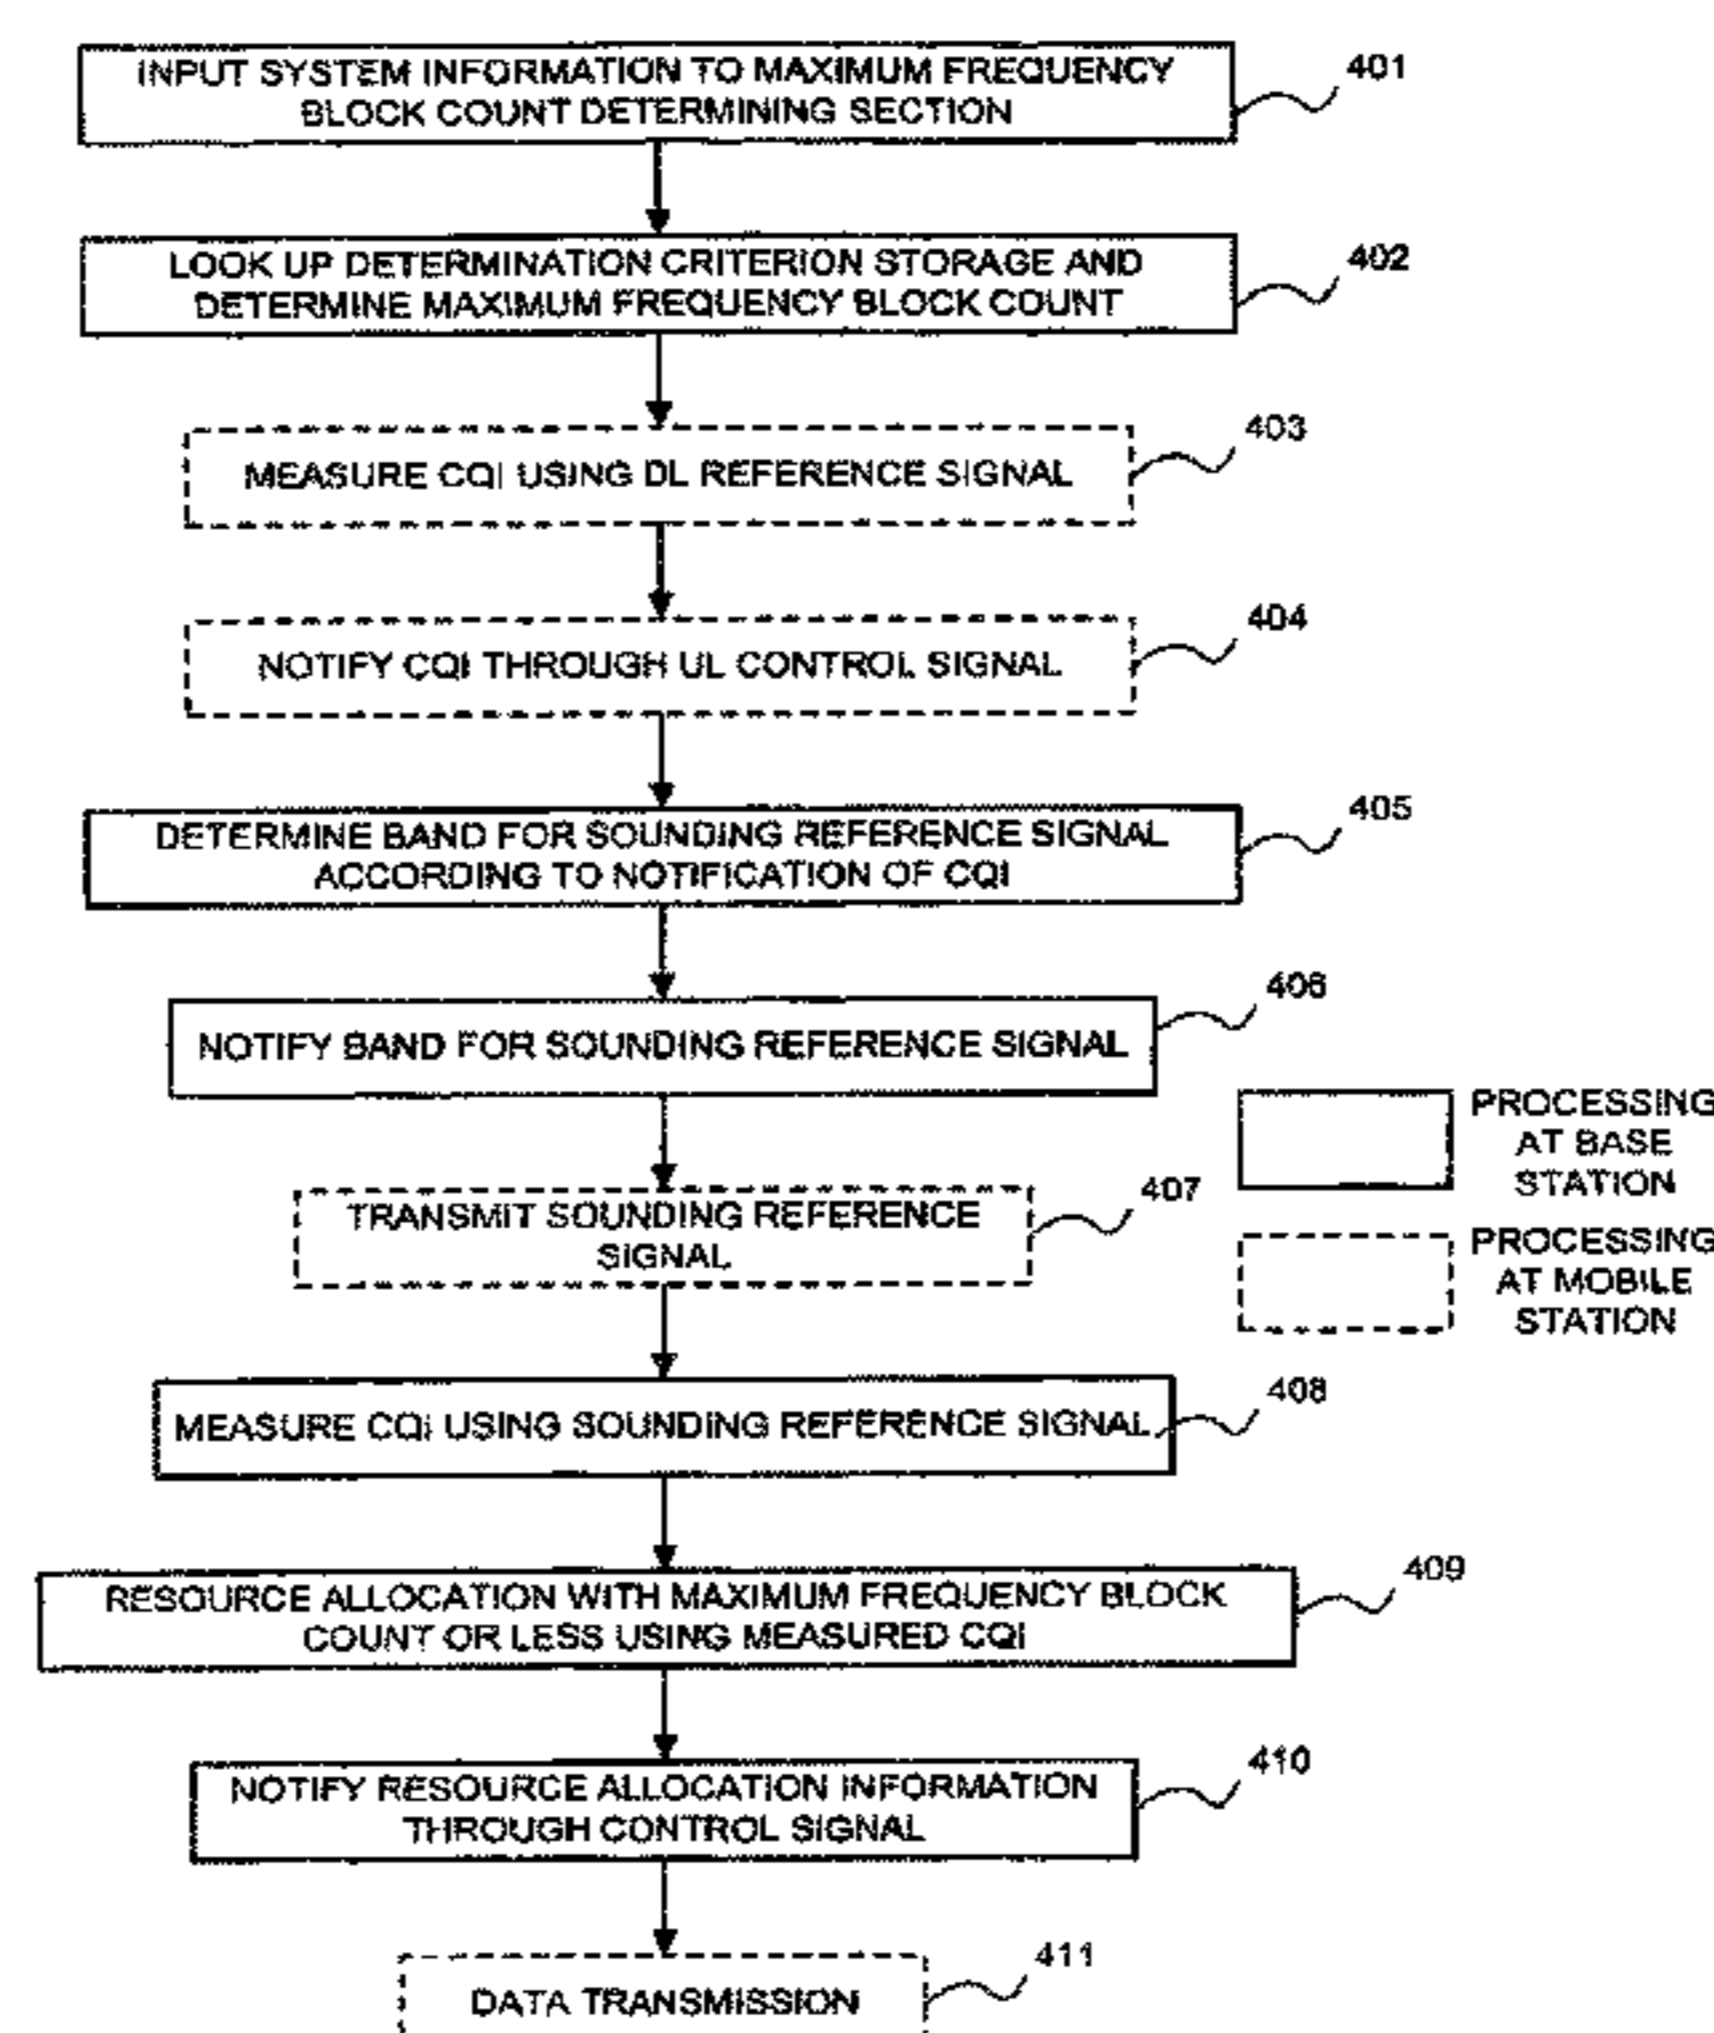 INPUT SYSTEM INFORMATION TO MAXIMUM FREQUENCY
BLOCK COUNT DETERMINING SECTION
401
LOOK UP DETERMINATION CRITERION STORAGE AND
DETERMINE MAXIMUM FREQUENCY BLOCK COUNT
402
MEASURE CQI USING DL REFERENCE SIGNAL
403
NOTIFY CQI THROUGH UL CONTROL SIGNAL
404
DETERMINE BAND FOR SOUNDING REFERENCE SIGNAL
ACCORDING TO NOTIFICATION OF CQI
405
NOTIFY BAND FOR SOUNDING REFERENCE SIGNAL
406
TRANSMIT SOUNDING REFERENCE
SIGNAL
407
PROCESSING
AT BASE
STATION
PROCESSING
AT MOBILE
STATION
MEASURE CQI USING SOUNDING REFERENCE SIGNAL
408
RESOURCE ALLOCATION WITH MAXIMUM FREQUENCY BLOCK
COUNT OR LESS USING MEASURED CQI
409
NOTIFY RESOURCE ALLOCATION INFORMATION
THROUGH CONTROL SIGNAL
410
DATA TRANSMISSION
411